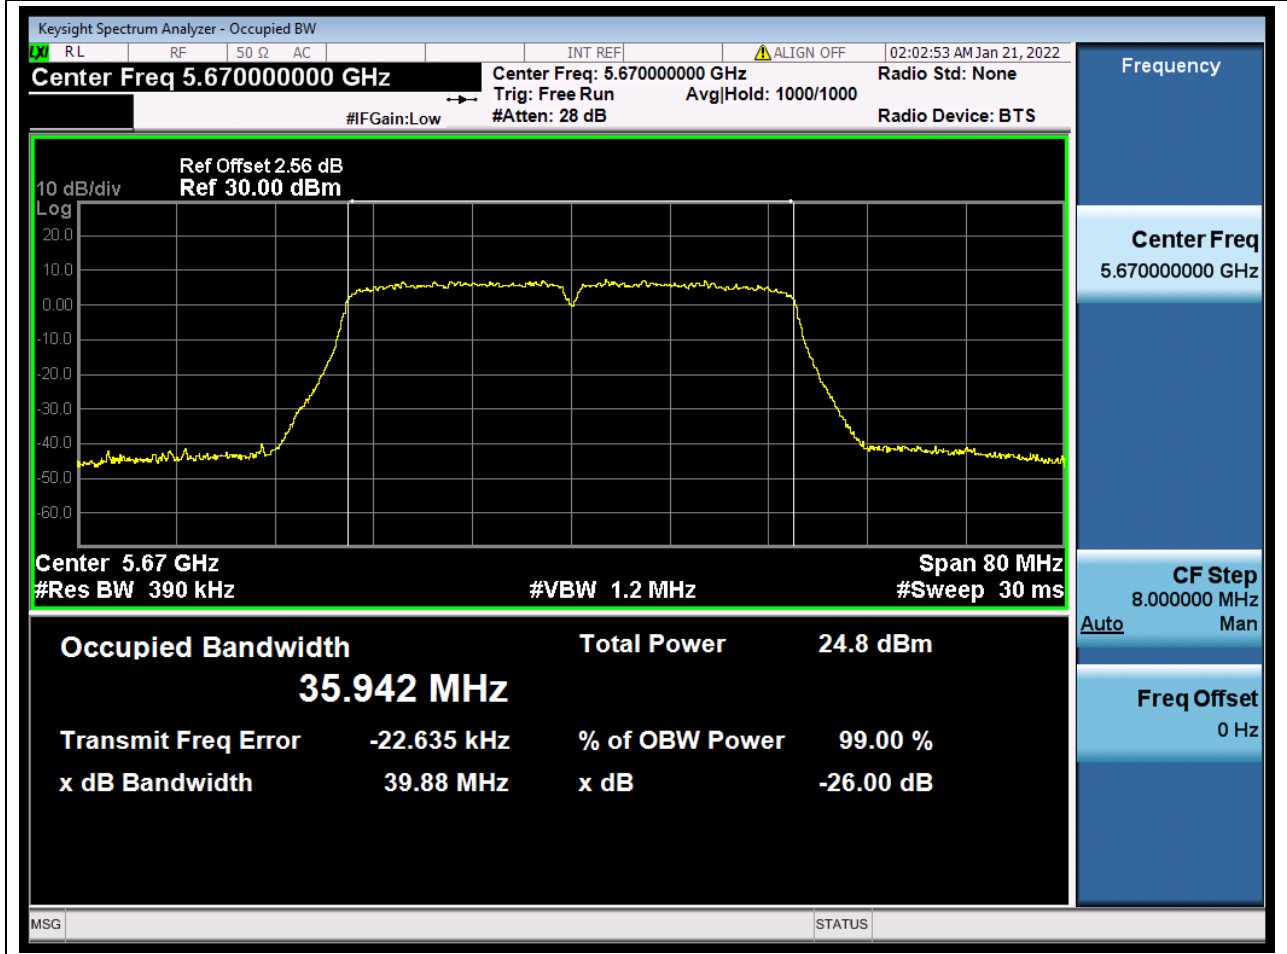 Keysight Spectrum Analyzer - Occupied BW
LXI RL RF 50 Ω AC INT REF ALIGN OFF 02:02:53 AM Jan 21, 2022
Center Freq 5.670000000 GHz
Center Freq: 5.670000000 GHz
Radio Std: None
Trig: Free Run Avg|Hold: 1000/1000
#IFGain:Low
#Atten: 28 dB
Radio Device: BTS
Ref Offset 2.56 dB
10 dB/div Ref 30.00 dBm
Log
20.0
10.0
0.00
-10.0
-20.0
-30.0
-40.0
-50.0
-60.0
Center 5.67 GHz Span 80 MHz
#Res BW 390 kHz #VBW 1.2 MHz #Sweep 30 ms
Occupied Bandwidth Total Power 24.8 dBm
35.942 MHz
Transmit Freq Error -22.635 kHz % of OBW Power 99.00 %
x dB Bandwidth 39.88 MHz x dB -26.00 dB
MSG STATUS
Frequency
Center Freq
5.670000000 GHz
CF Step
8.000000 MHz
Auto Man
Freq Offset
0 Hz